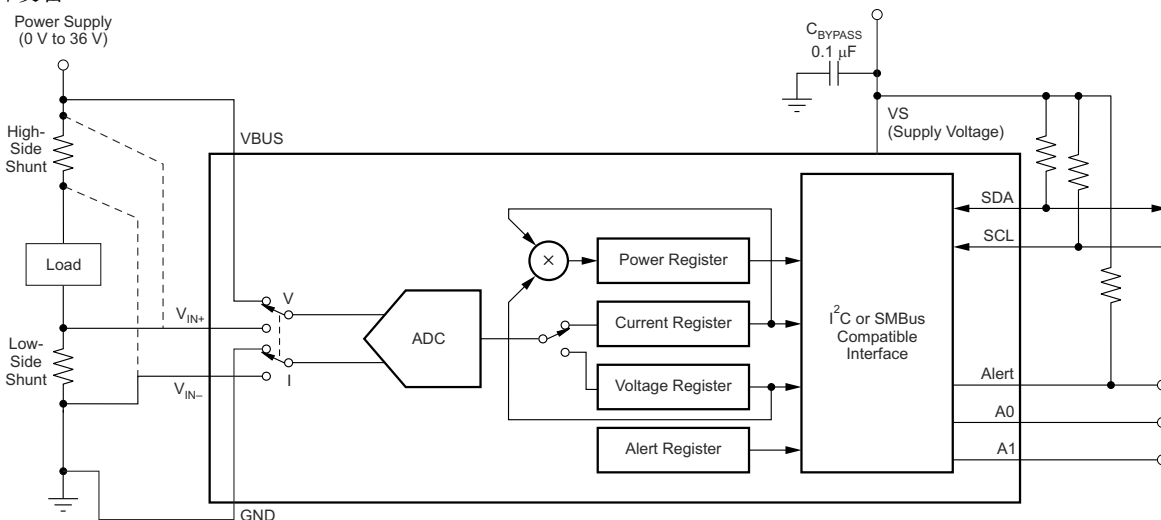 Power Supply
(0 V to 36 V)
C_BYPASS
0.1 μF
VS
(Supply Voltage)
High-
Side
Shunt
VBUS
SDA
SCL
Load
Power Register
V
V_IN+
Current Register
ADC
×
I²C or SMBus
Compatible
Interface
Low-
Side
Shunt
Voltage Register
I
V_IN–
Alert
A0
Alert Register
A1
GND